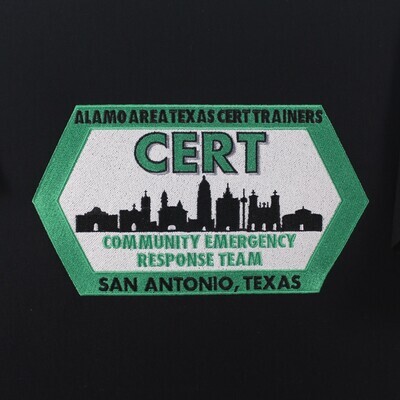 ALAMO AREA TEXAS CERT TRAINERS
CERT
COMMUNITY EMERGENCY
RESPONSE TEAM
SAN ANTONIO, TEXAS